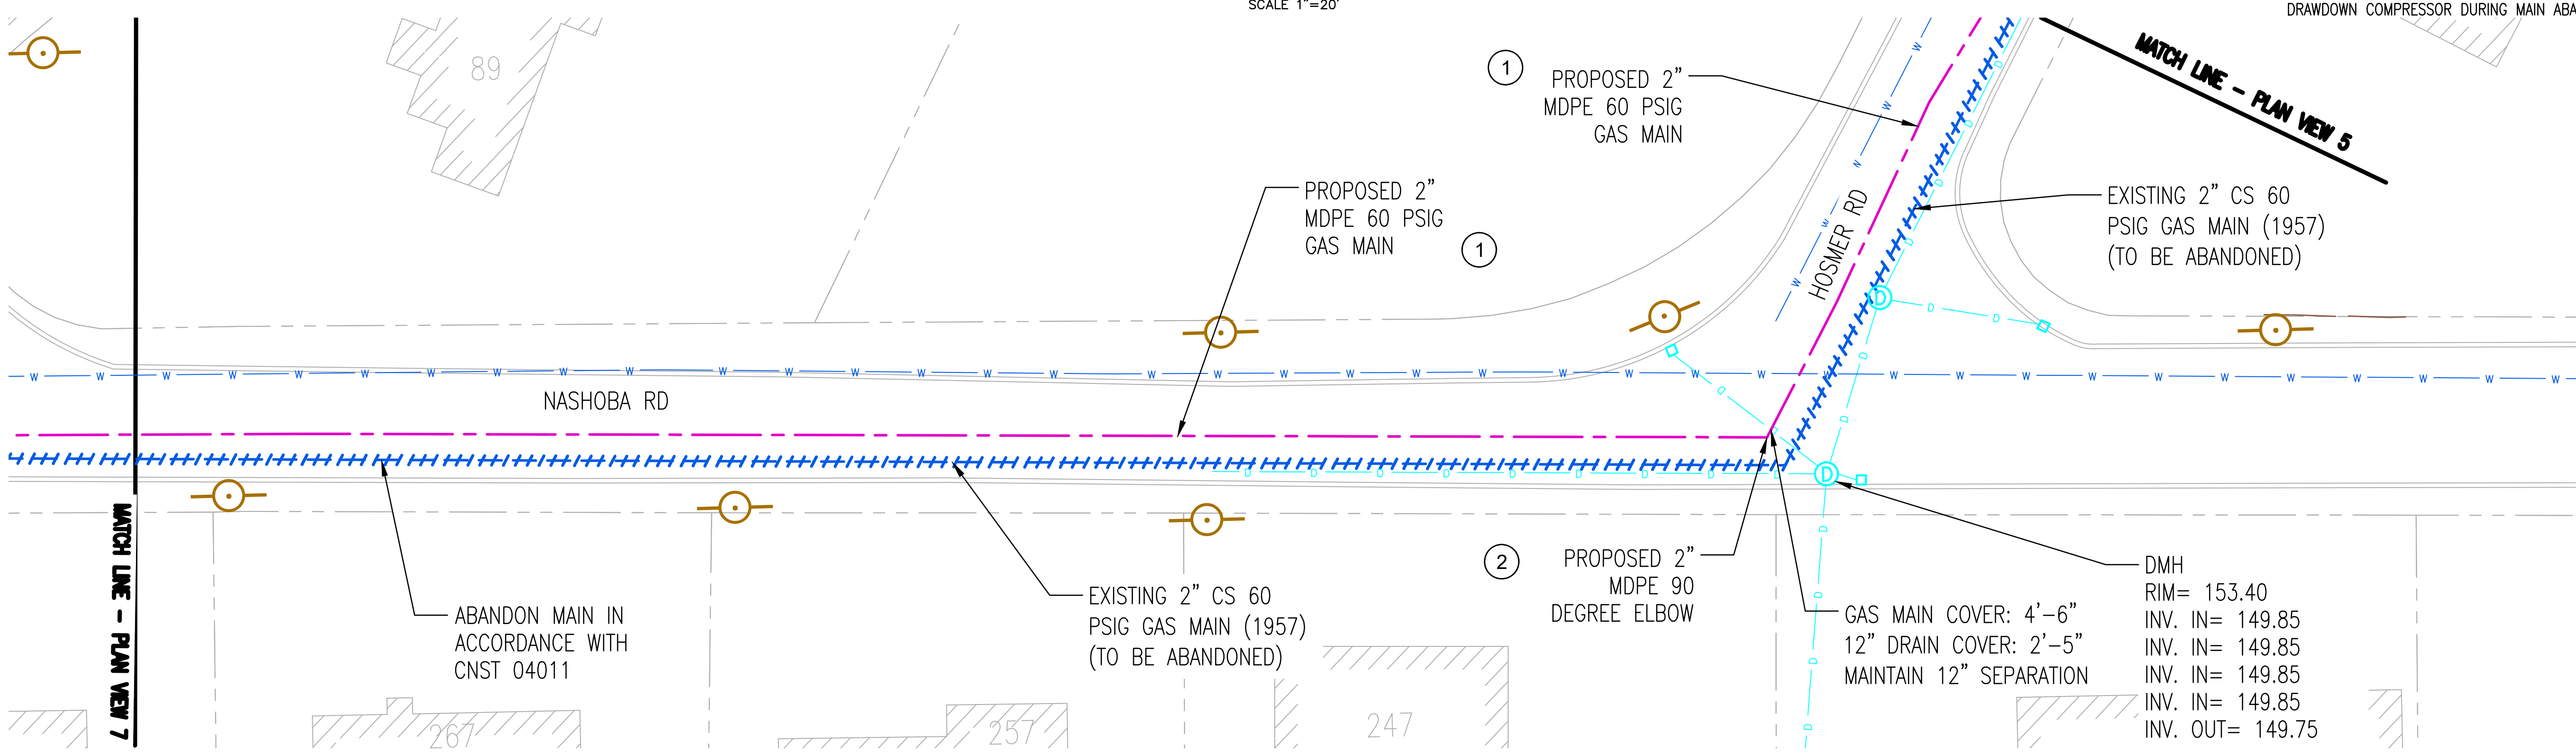 SCALE 1"=20'
DRAWDOWN COMPRESSOR DURING MAIN ABA
89
1
PROPOSED 2"
MDPE 60 PSIG
GAS MAIN
MATCH LINE - PLAN VIEW 5
PROPOSED 2"
MDPE 60 PSIG
GAS MAIN
1
HOSMER RD
EXISTING 2" CS 60
PSIG GAS MAIN (1957)
(TO BE ABANDONED)
NASHOBA RD
MATCH LINE - PLAN VIEW 7
ABANDON MAIN IN
ACCORDANCE WITH
CNST 04011
EXISTING 2" CS 60
PSIG GAS MAIN (1957)
(TO BE ABANDONED)
2
PROPOSED 2"
MDPE 90
DEGREE ELBOW
GAS MAIN COVER: 4'-6"
12" DRAIN COVER: 2'-5"
MAINTAIN 12" SEPARATION
DMH
RIM= 153.40
INV. IN= 149.85
INV. IN= 149.85
INV. IN= 149.85
INV. IN= 149.85
INV. OUT= 149.75
267
257
247